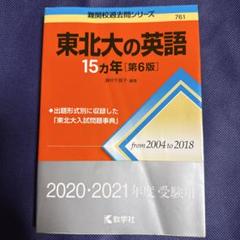 難関校過去問シリーズ
761
東北大の英語
15カ年[第6版]
編著
◆出題形式別に収録した
「東北大入試問題事典」
from 2004 to 2018
2020・2021年度 受験用
教学社